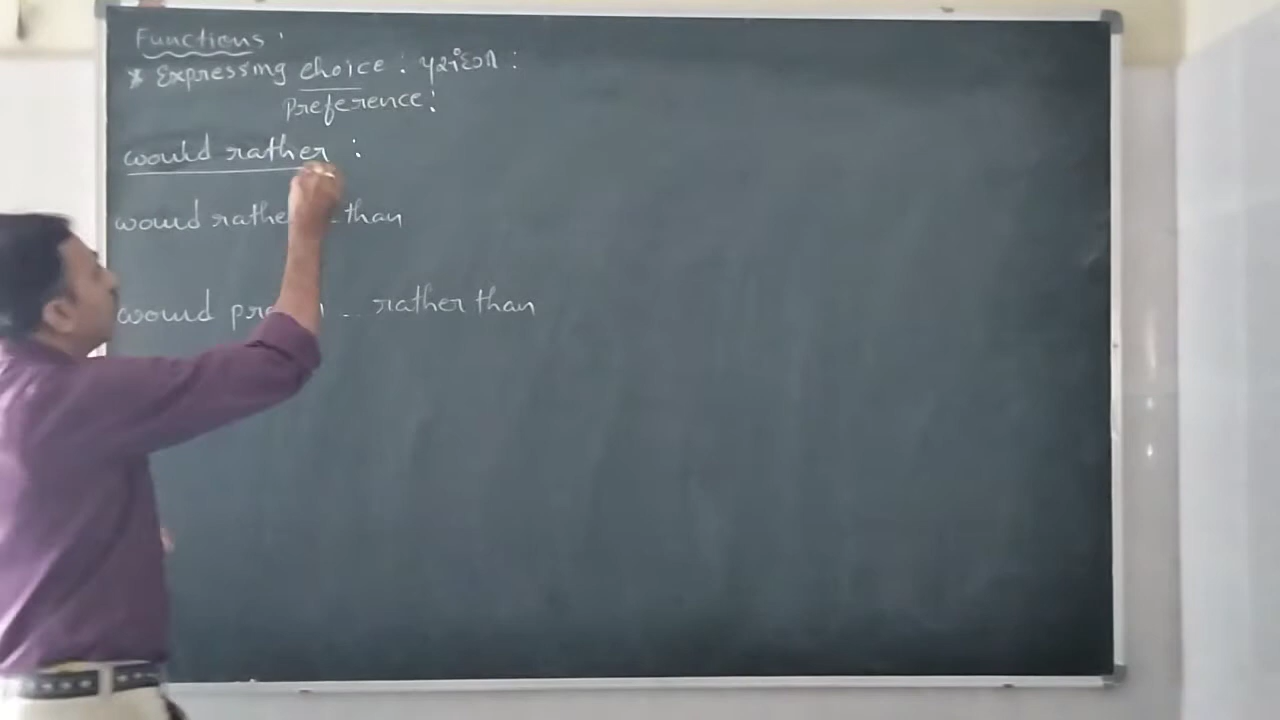 Functions :
* Expressing choice : પસંદગી :
preference :
would rather :
would rather .. than
would prefer ... rather than